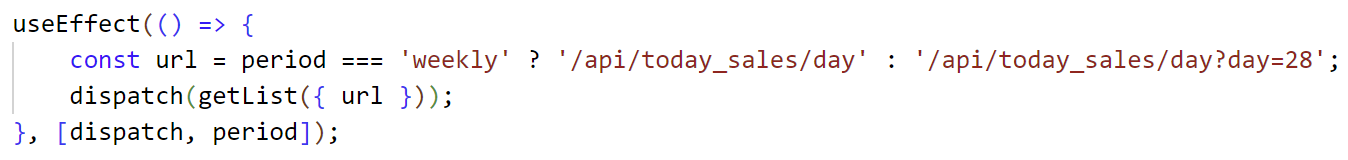 useEffect(() => {
    const url = period === 'weekly' ? '/api/today_sales/day' : '/api/today_sales/day?day=28';
    dispatch(getList({ url }));
}, [dispatch, period]);